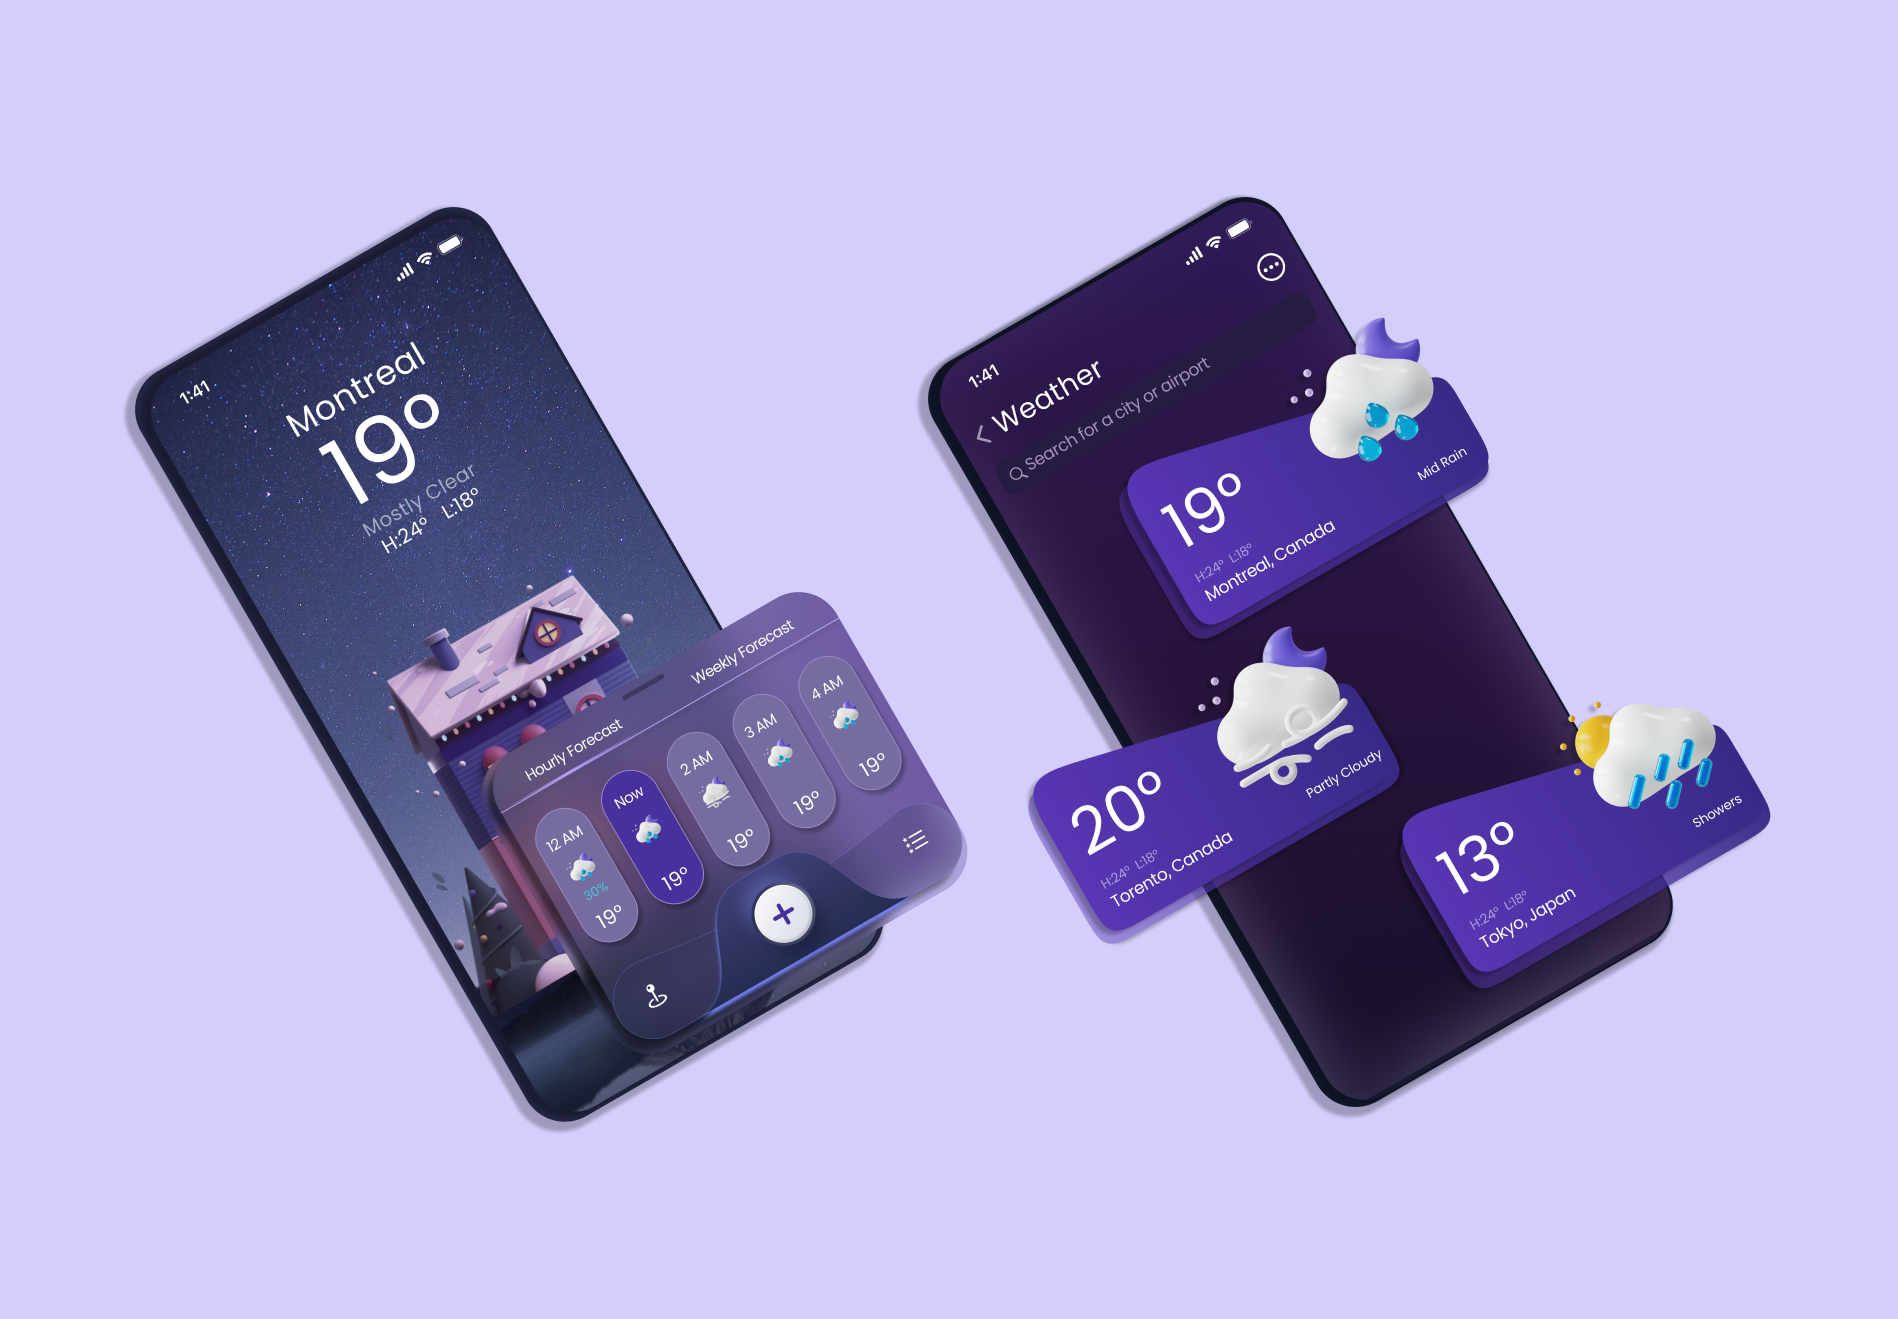 1:41
Montreal
19°
Mostly Clear
H:24° L:18°
Hourly Forecast
Weekly Forecast
12 AM
30%
19°
Now
19°
2 AM
19°
3 AM
19°
4 AM
19°
1:41
Weather
Search for a city or airport
19°
H:24° L:18°
Montreal, Canada
Mid Rain
20°
H:24° L:18°
Torento, Canada
Partly Cloudy
13°
H:24° L:18°
Tokyo, Japan
Showers